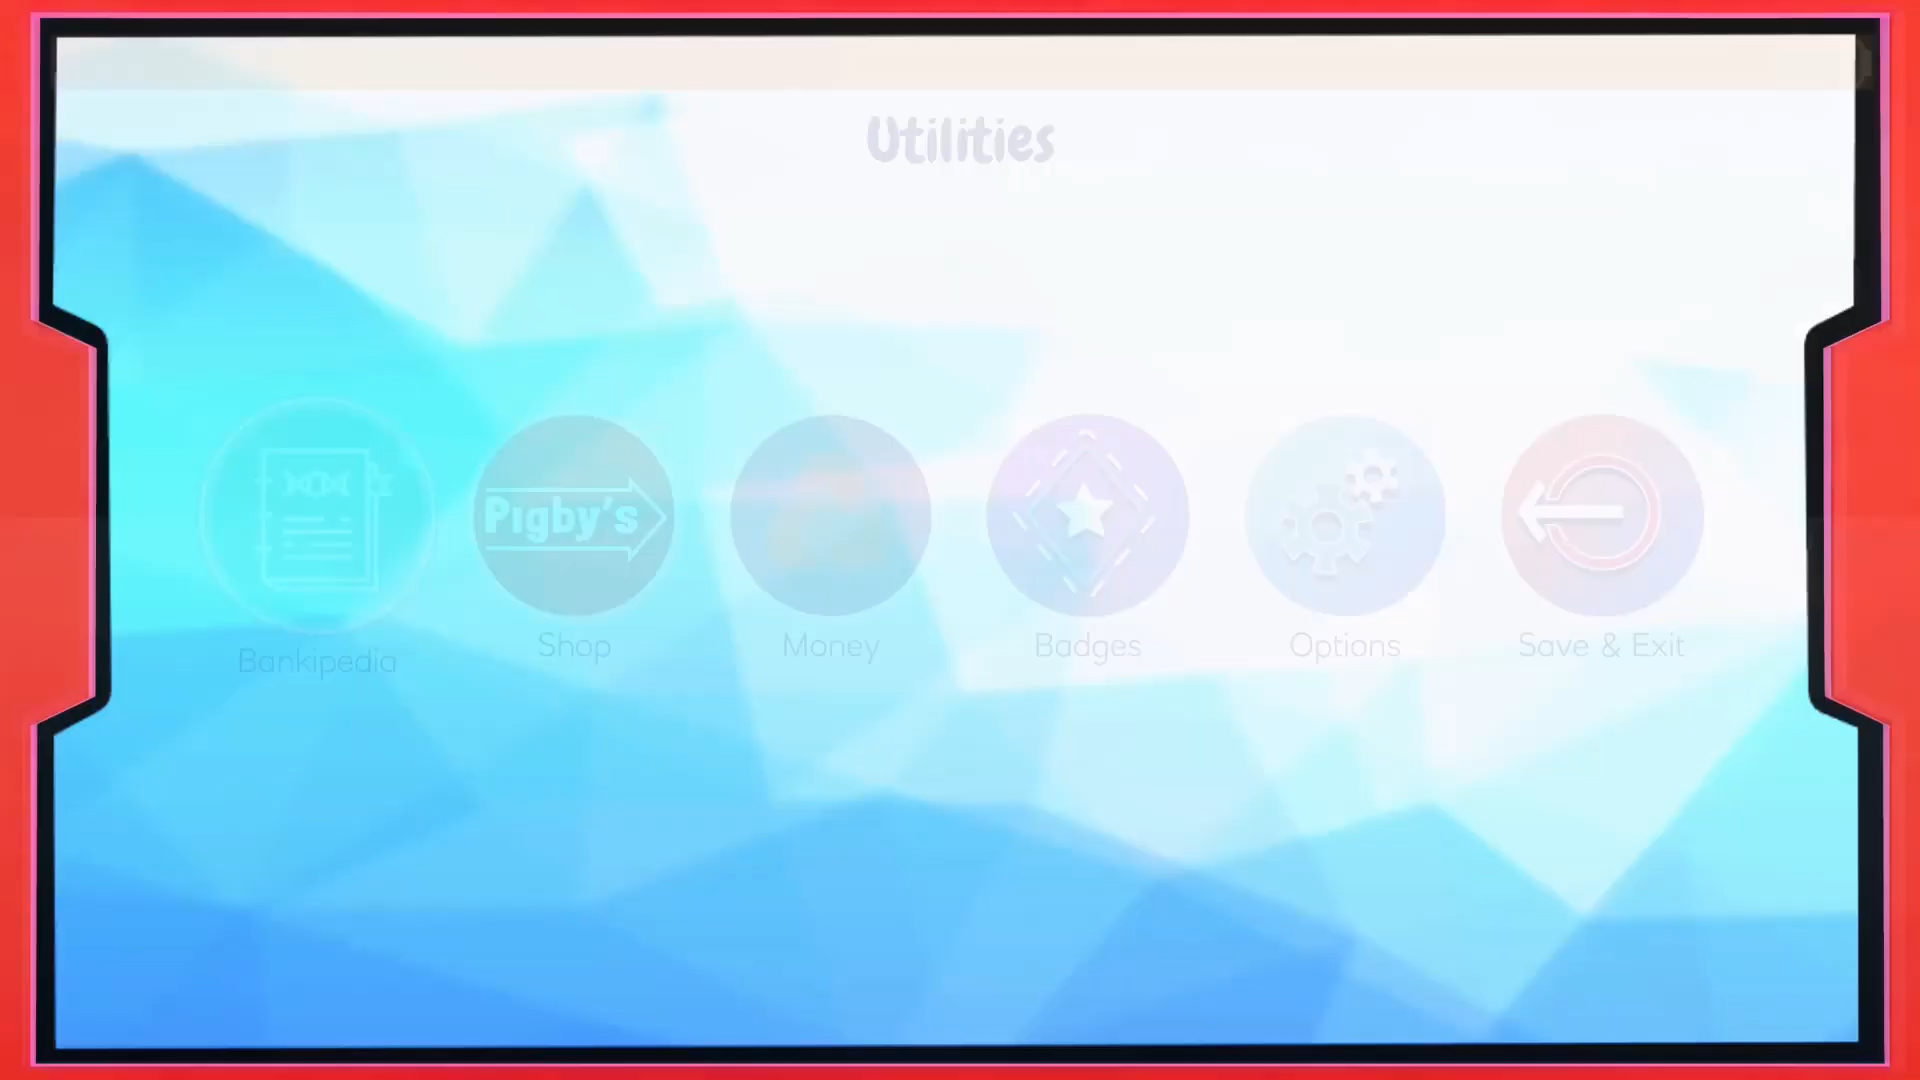 Utilities
Pigby's
Bankipedia
Shop
Money
Badges
Options
Save & Exit